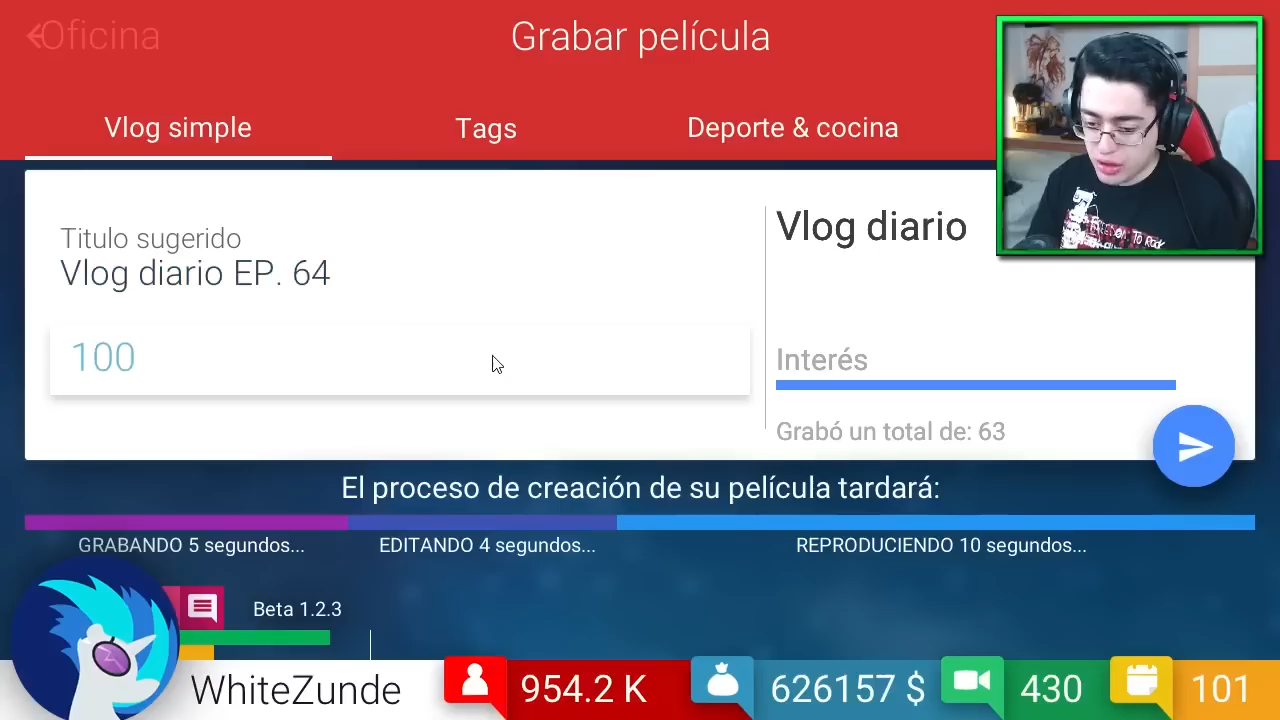 Oficina
Grabar película
Vlog simple
Tags
Deporte & cocina
Titulo sugerido
Vlog diario EP. 64
100
Vlog diario
Interés
Grabó un total de: 63
El proceso de creación de su película tardará:
GRABANDO 5 segundos...
EDITANDO 4 segundos...
REPRODUCIENDO 10 segundos...
Beta 1.2.3
WhiteZunde
954.2 K
626157 $
430
101